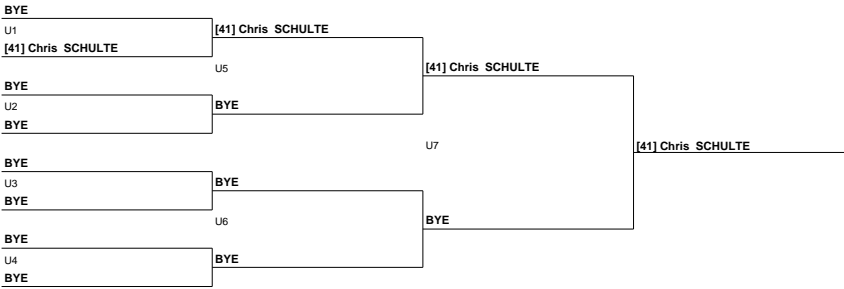 BYE
U1
[41] Chris SCHULTE
BYE
U2
BYE
BYE
U3
BYE
BYE
U4
BYE
[41] Chris SCHULTE
U5
BYE
BYE
U6
BYE
[41] Chris SCHULTE
U7
BYE
[41] Chris SCHULTE